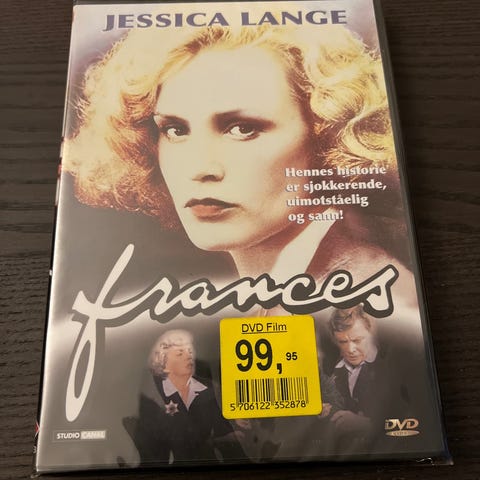 JESSICA LANGE
Hennes historie
er sjokkerende,
uimotståelig
og sann!
frances
DVD Film
99,95
5 706122 352878
STUDIO CANAL
DVD
VIDEO